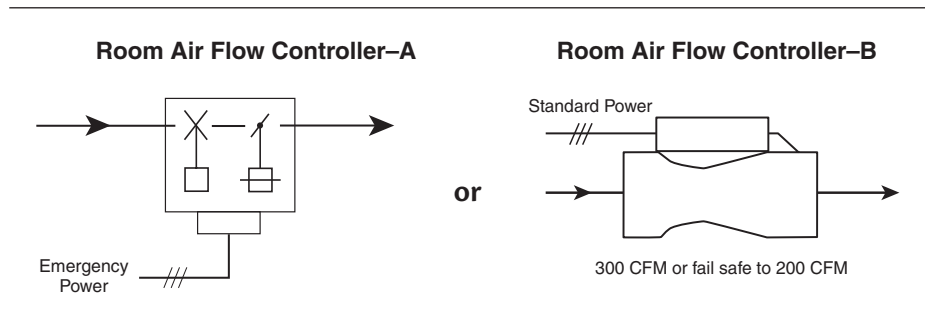 Room Air Flow Controller–A
Emergency
Power
or
Room Air Flow Controller–B
Standard Power
300 CFM or fail safe to 200 CFM